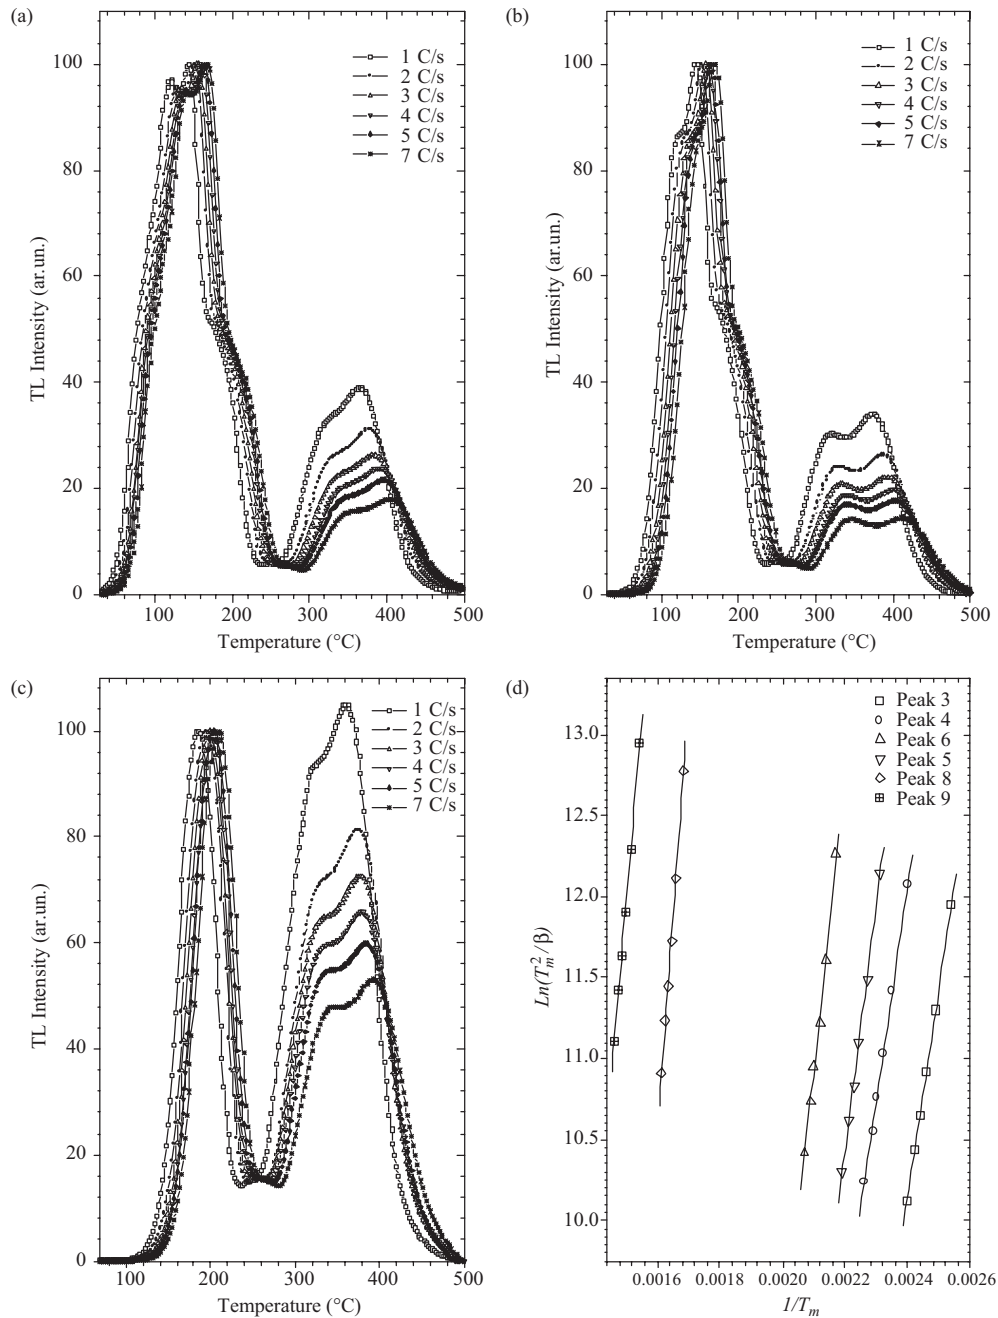 (a)
TL Intensity (ar.un.)
100
80
60
40
20
0
1 C/s
2 C/s
3 C/s
4 C/s
5 C/s
7 C/s
100 200 300 400 500
Temperature (°C)
(b)
TL Intensity (ar.un.)
100
80
60
40
20
0
1 C/s
2 C/s
3 C/s
4 C/s
5 C/s
7 C/s
100 200 300 400 500
Temperature (°C)
(c)
TL Intensity (ar.un.)
100
80
60
40
20
0
1 C/s
2 C/s
3 C/s
4 C/s
5 C/s
7 C/s
100 200 300 400 500
Temperature (°C)
(d)
Ln(T_m^2/β)
13.0
12.0
12.0
11.5
11.0
10.5
10.0
Peak 3
Peak 4
Peak 6
Peak 5
Peak 8
Peak 9
0.0016 0.0018 0.0020 0.0022 0.0024 0.0026
1/T_m